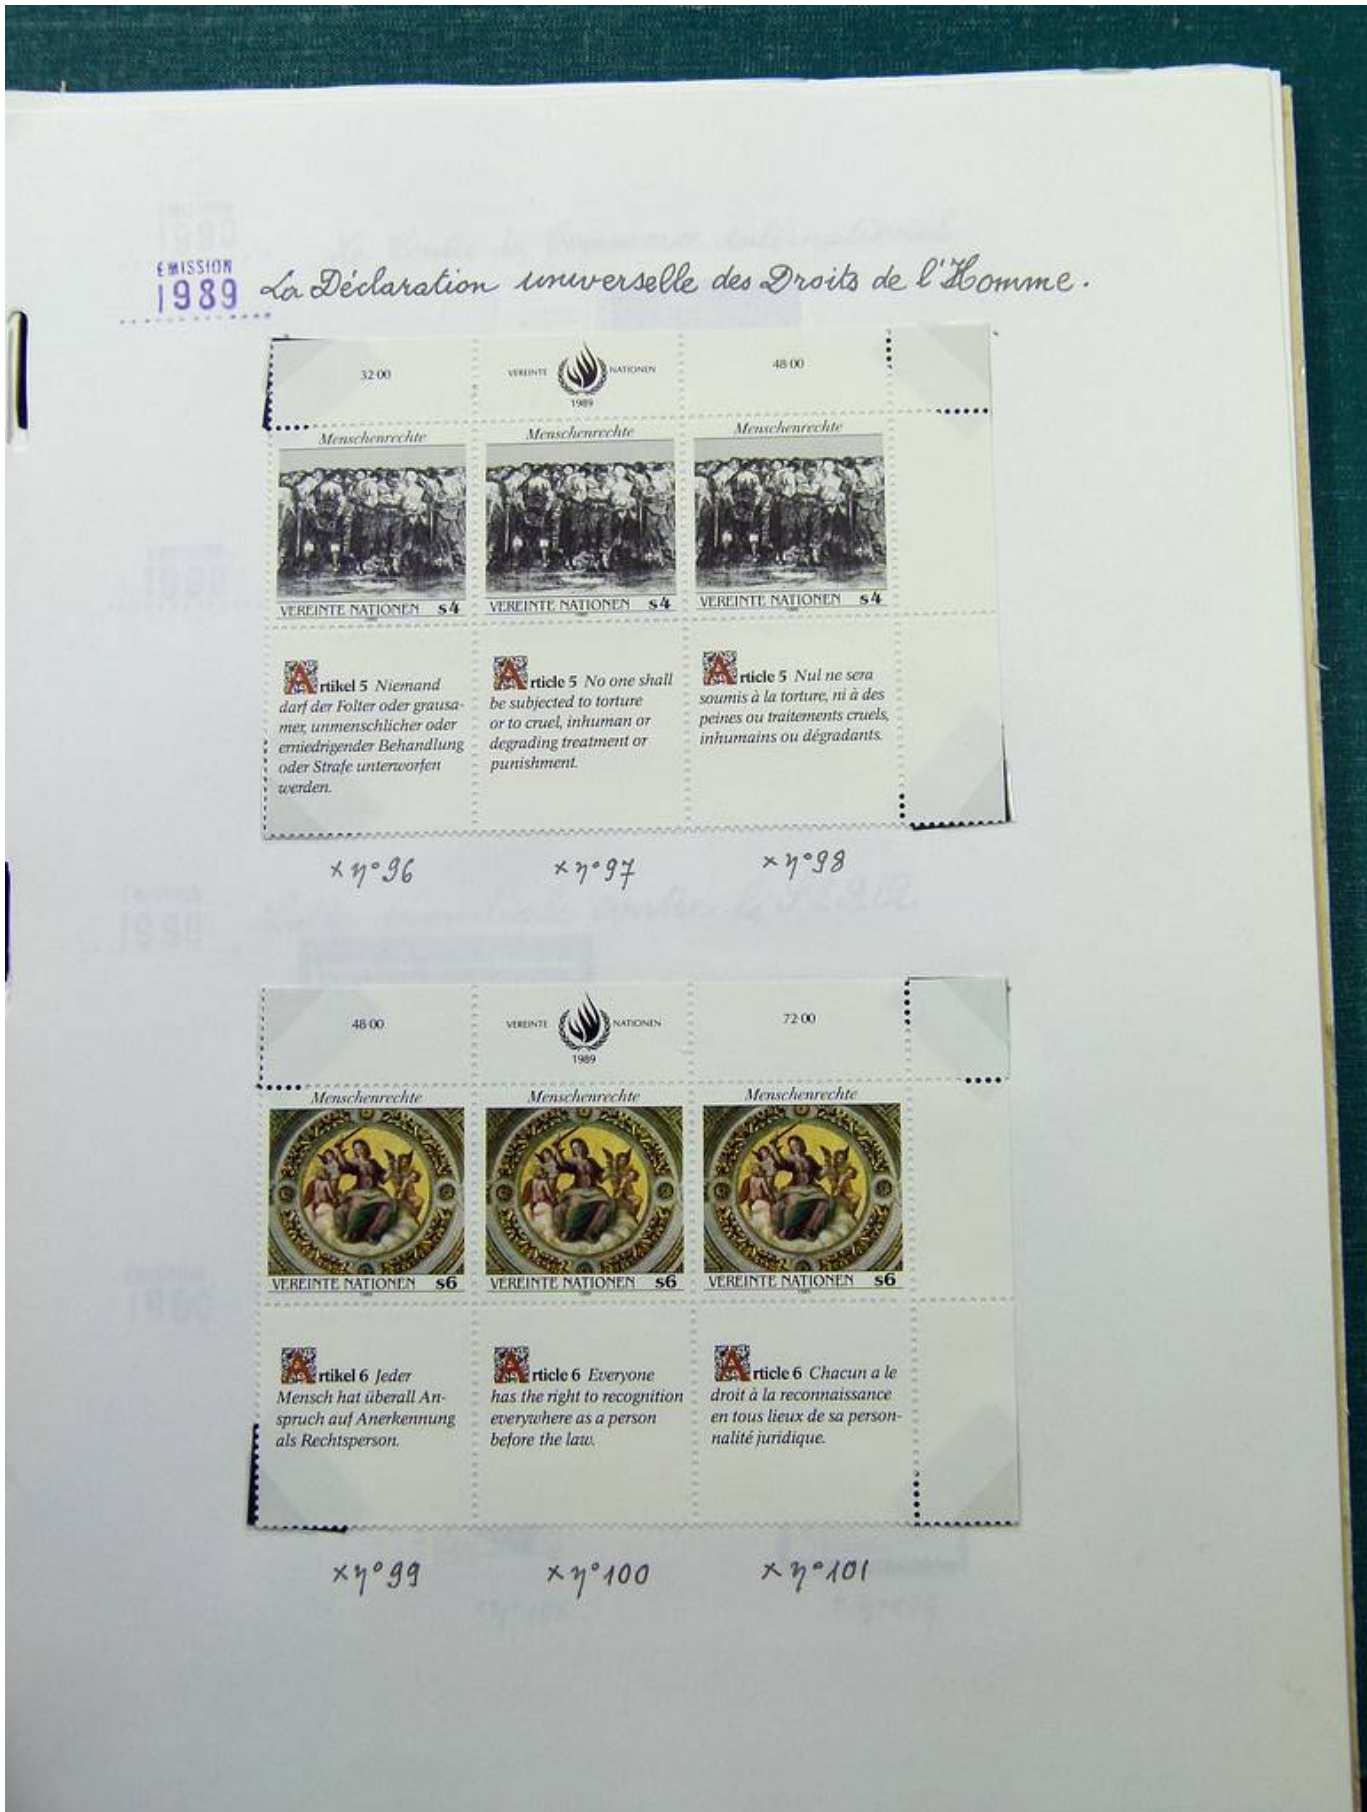 EMISSION
1989 La Déclaration universelle des Droits de l'Homme.
32·00 VEREINTE NATIONEN 48·00
1989
Menschenrechte Menschenrechte Menschenrechte
VEREINTE NATIONEN s4 VEREINTE NATIONEN s4 VEREINTE NATIONEN s4
Artikel 5 Niemand
darf der Folter oder grausa-
mer, unmenschlicher oder
erniedrigender Behandlung
oder Strafe unterworfen
werden.
Article 5 No one shall
be subjected to torture
or to cruel, inhuman or
degrading treatment or
punishment.
Article 5 Nul ne sera
soumis à la torture, ni à des
peines ou traitements cruels,
inhumains ou dégradants.
x n° 96 x n° 97 x n° 98
48·00 VEREINTE NATIONEN 72·00
1989
Menschenrechte Menschenrechte Menschenrechte
VEREINTE NATIONEN s6 VEREINTE NATIONEN s6 VEREINTE NATIONEN s6
Artikel 6 Jeder
Mensch hat überall An-
spruch auf Anerkennung
als Rechtsperson.
Article 6 Everyone
has the right to recognition
everywhere as a person
before the law.
Article 6 Chacun a le
droit à la reconnaissance
en tous lieux de sa person-
nalité juridique.
x n° 99 x n° 100 x n° 101